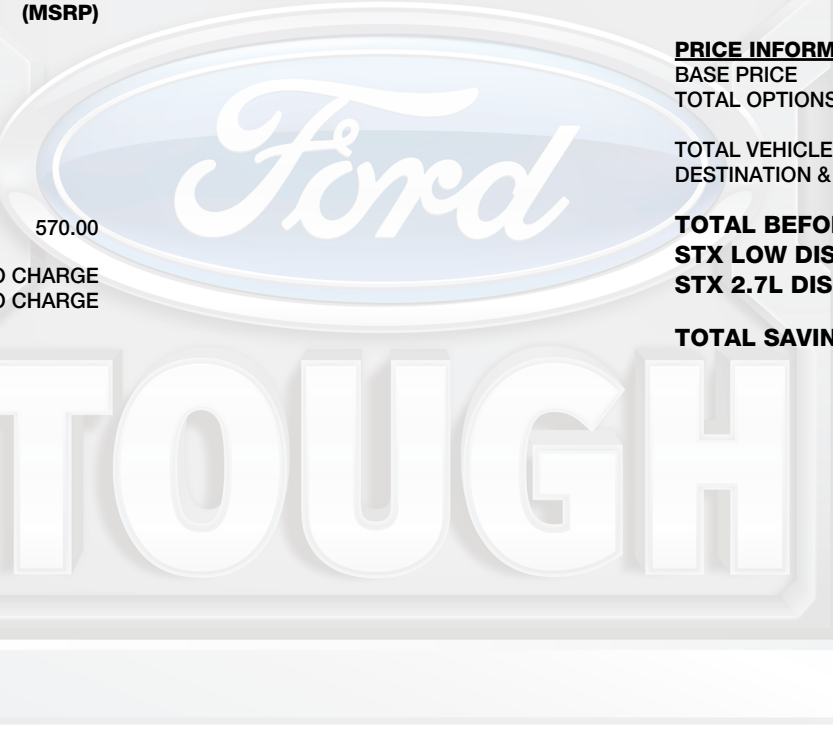 (MSRP)
570.00
O CHARGE
O CHARGE
PRICE INFORM
BASE PRICE
TOTAL OPTIONS
TOTAL VEHICLE
DESTINATION &
TOTAL BEFOR
STX LOW DIS
STX 2.7L DIS
TOTAL SAVIN
Ford
TOUGH